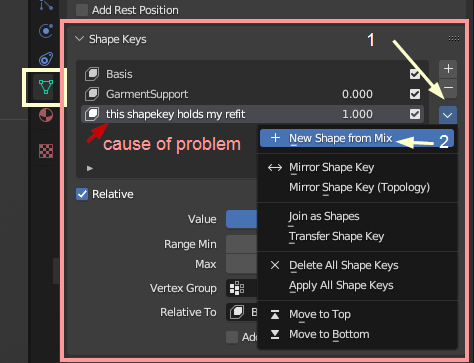 Add Rest Position
Shape Keys
1
Basis
GarmentSupport 0.000
this shapekey holds my refit 1.000
cause of problem
New Shape from Mix 2
Mirror Shape Key
Mirror Shape Key (Topology)
Join as Shapes
Transfer Shape Key
Delete All Shape Keys
Apply All Shape Keys
Move to Top
Move to Bottom
Relative
Value
Range Min
Max
Vertex Group
Relative To B
Add